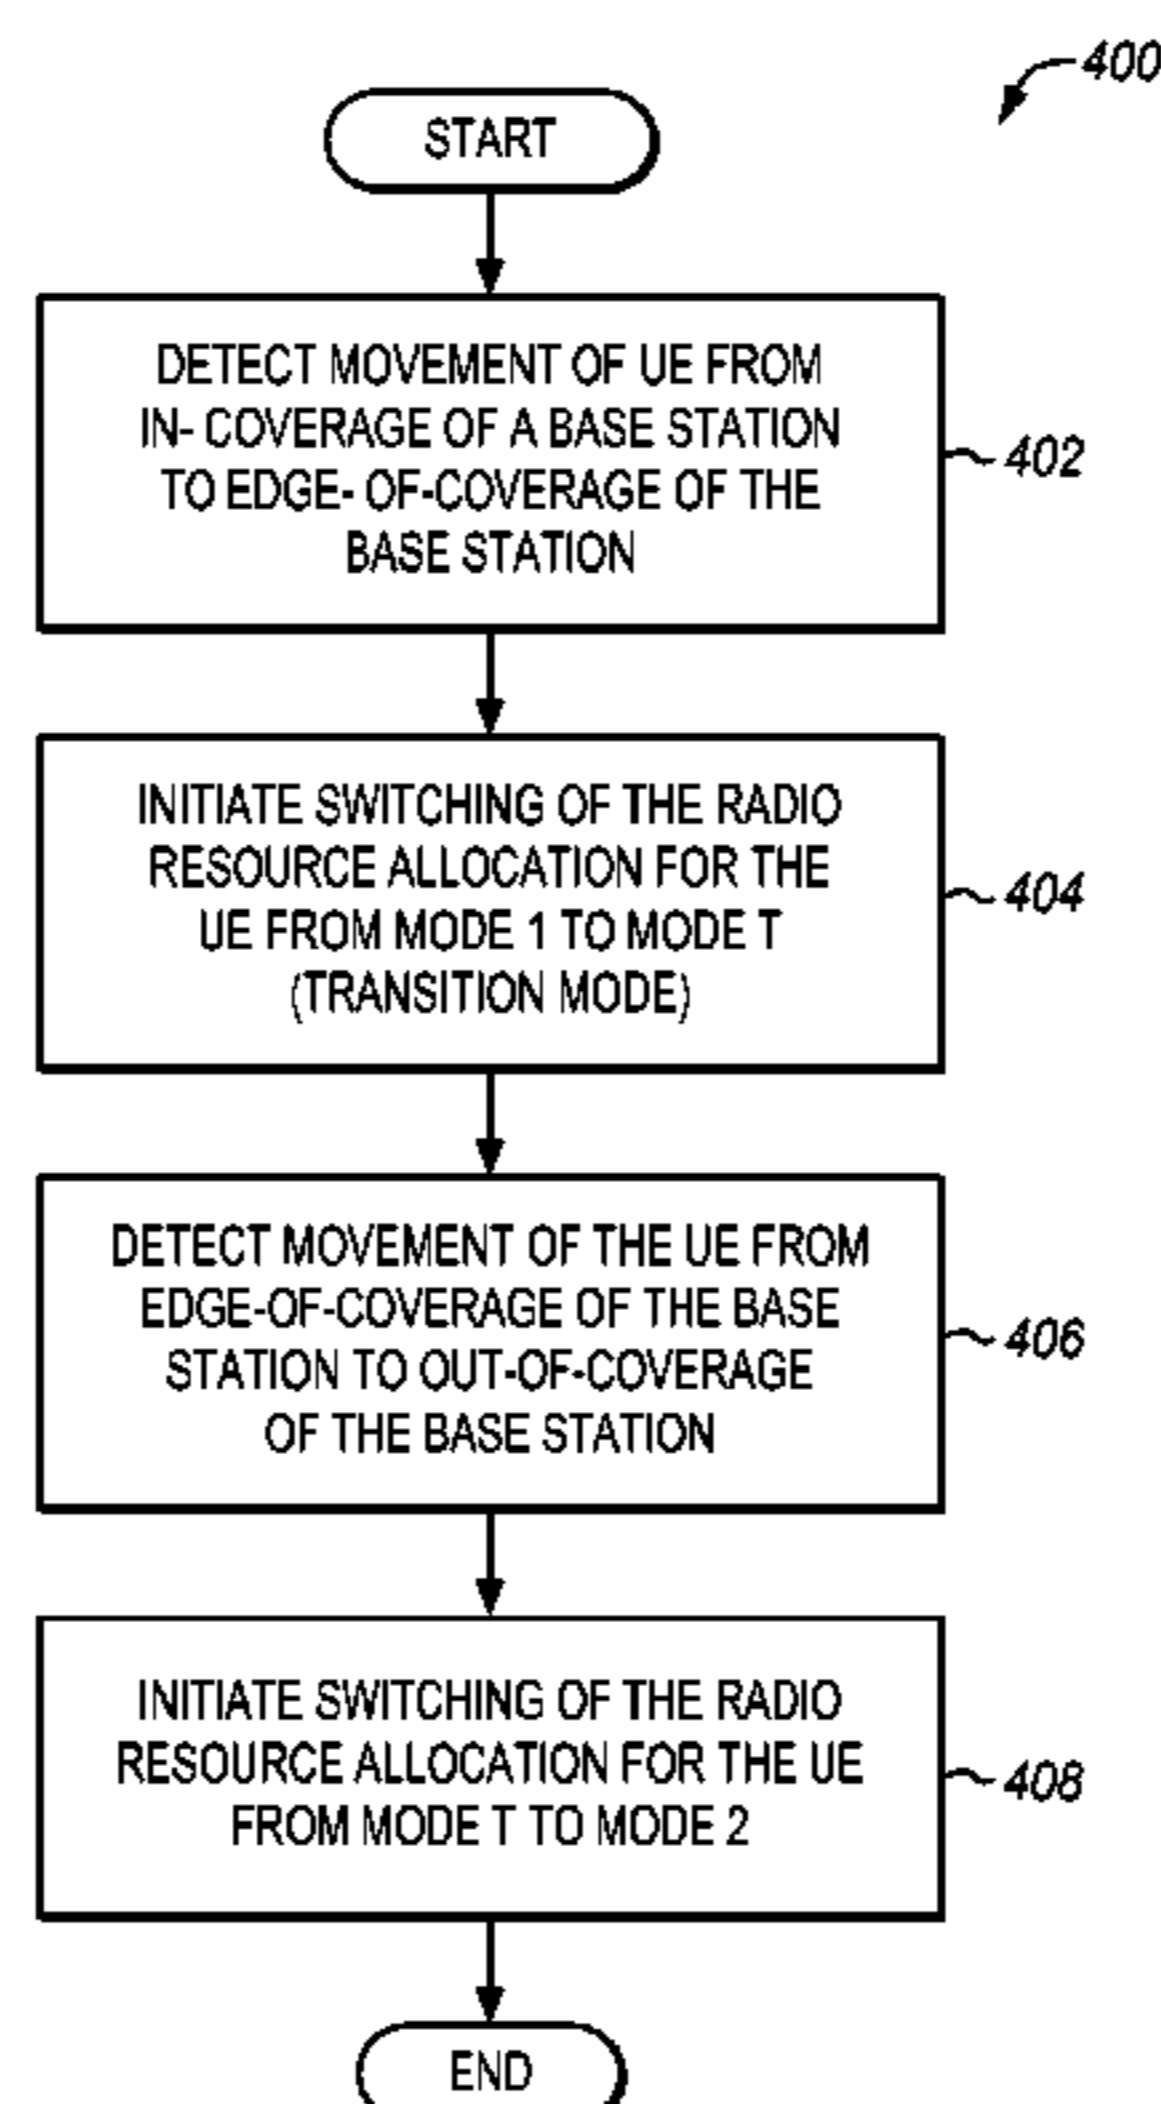 400
START
DETECT MOVEMENT OF UE FROM
IN- COVERAGE OF A BASE STATION
TO EDGE- OF-COVERAGE OF THE
BASE STATION
402
INITIATE SWITCHING OF THE RADIO
RESOURCE ALLOCATION FOR THE
UE FROM MODE 1 TO MODE T
(TRANSITION MODE)
404
DETECT MOVEMENT OF THE UE FROM
EDGE-OF-COVERAGE OF THE BASE
STATION TO OUT-OF-COVERAGE
OF THE BASE STATION
406
INITIATE SWITCHING OF THE RADIO
RESOURCE ALLOCATION FOR THE UE
FROM MODE T TO MODE 2
408
END